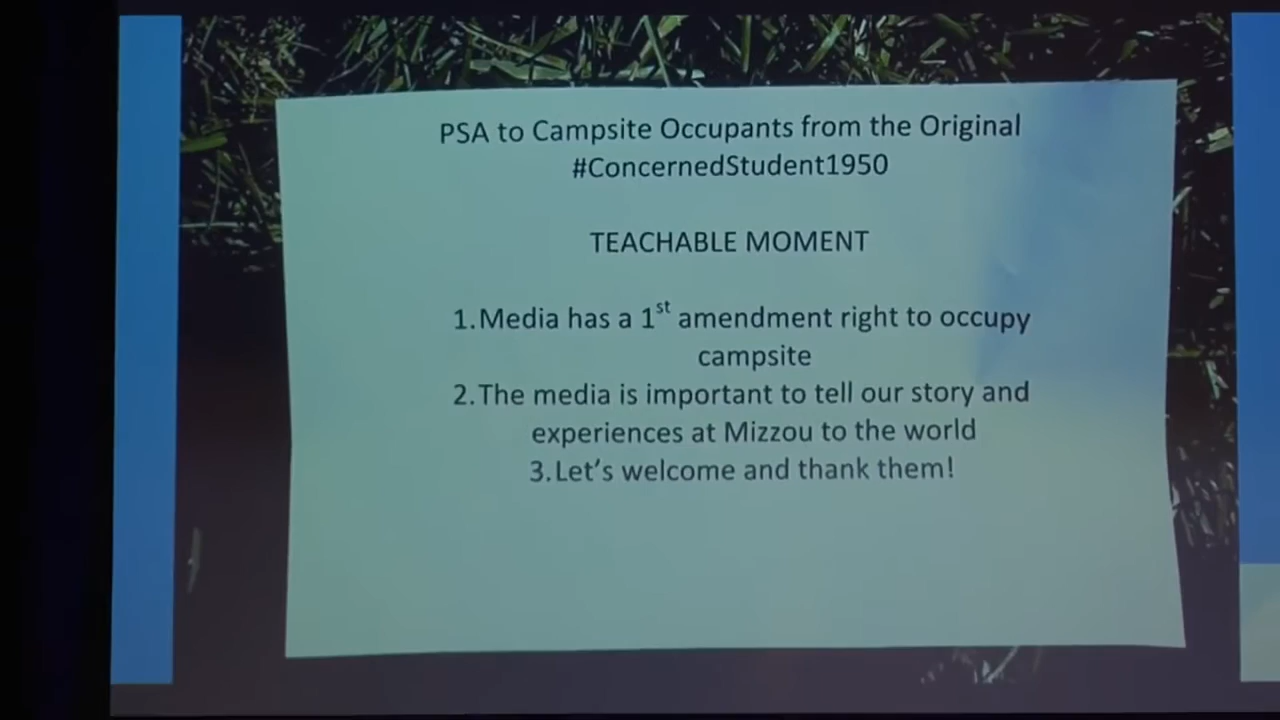 PSA to Campsite Occupants from the Original
#ConcernedStudent1950
TEACHABLE MOMENT
1.Media has a 1st amendment right to occupy
campsite
2.The media is important to tell our story and
experiences at Mizzou to the world
3.Let’s welcome and thank them!